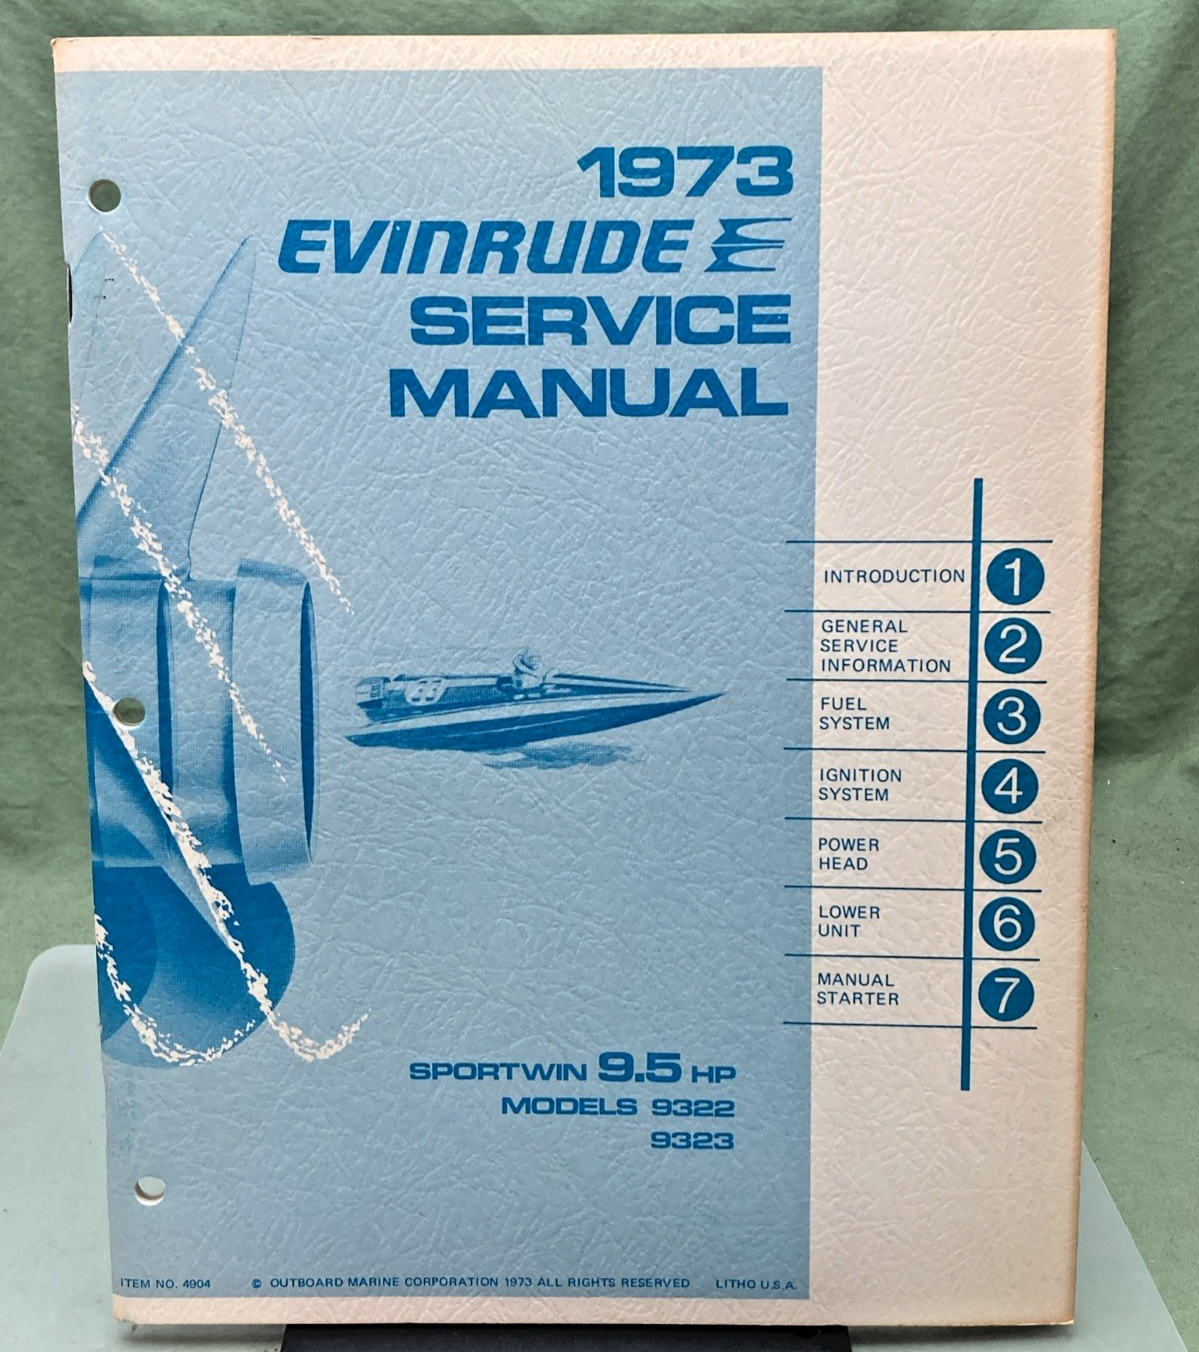 1973
EVINRUDE
SERVICE
MANUAL
INTRODUCTION 1
GENERAL
SERVICE
INFORMATION 2
FUEL
SYSTEM 3
IGNITION
SYSTEM 4
POWER
HEAD 5
LOWER
UNIT 6
MANUAL
STARTER 7
SPORTWIN 9.5 HP
MODELS 9322
9323
ITEM NO. 4904 © OUTBOARD MARINE CORPORATION 1973 ALL RIGHTS RESERVED LITHO U.S.A.